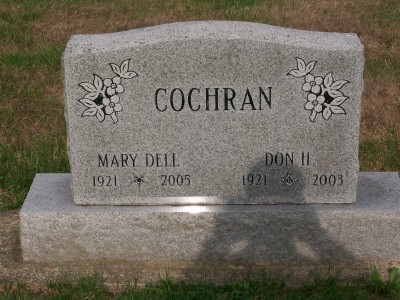 COCHRAN
MARY DELL DON H
1921 2005 1921 2003